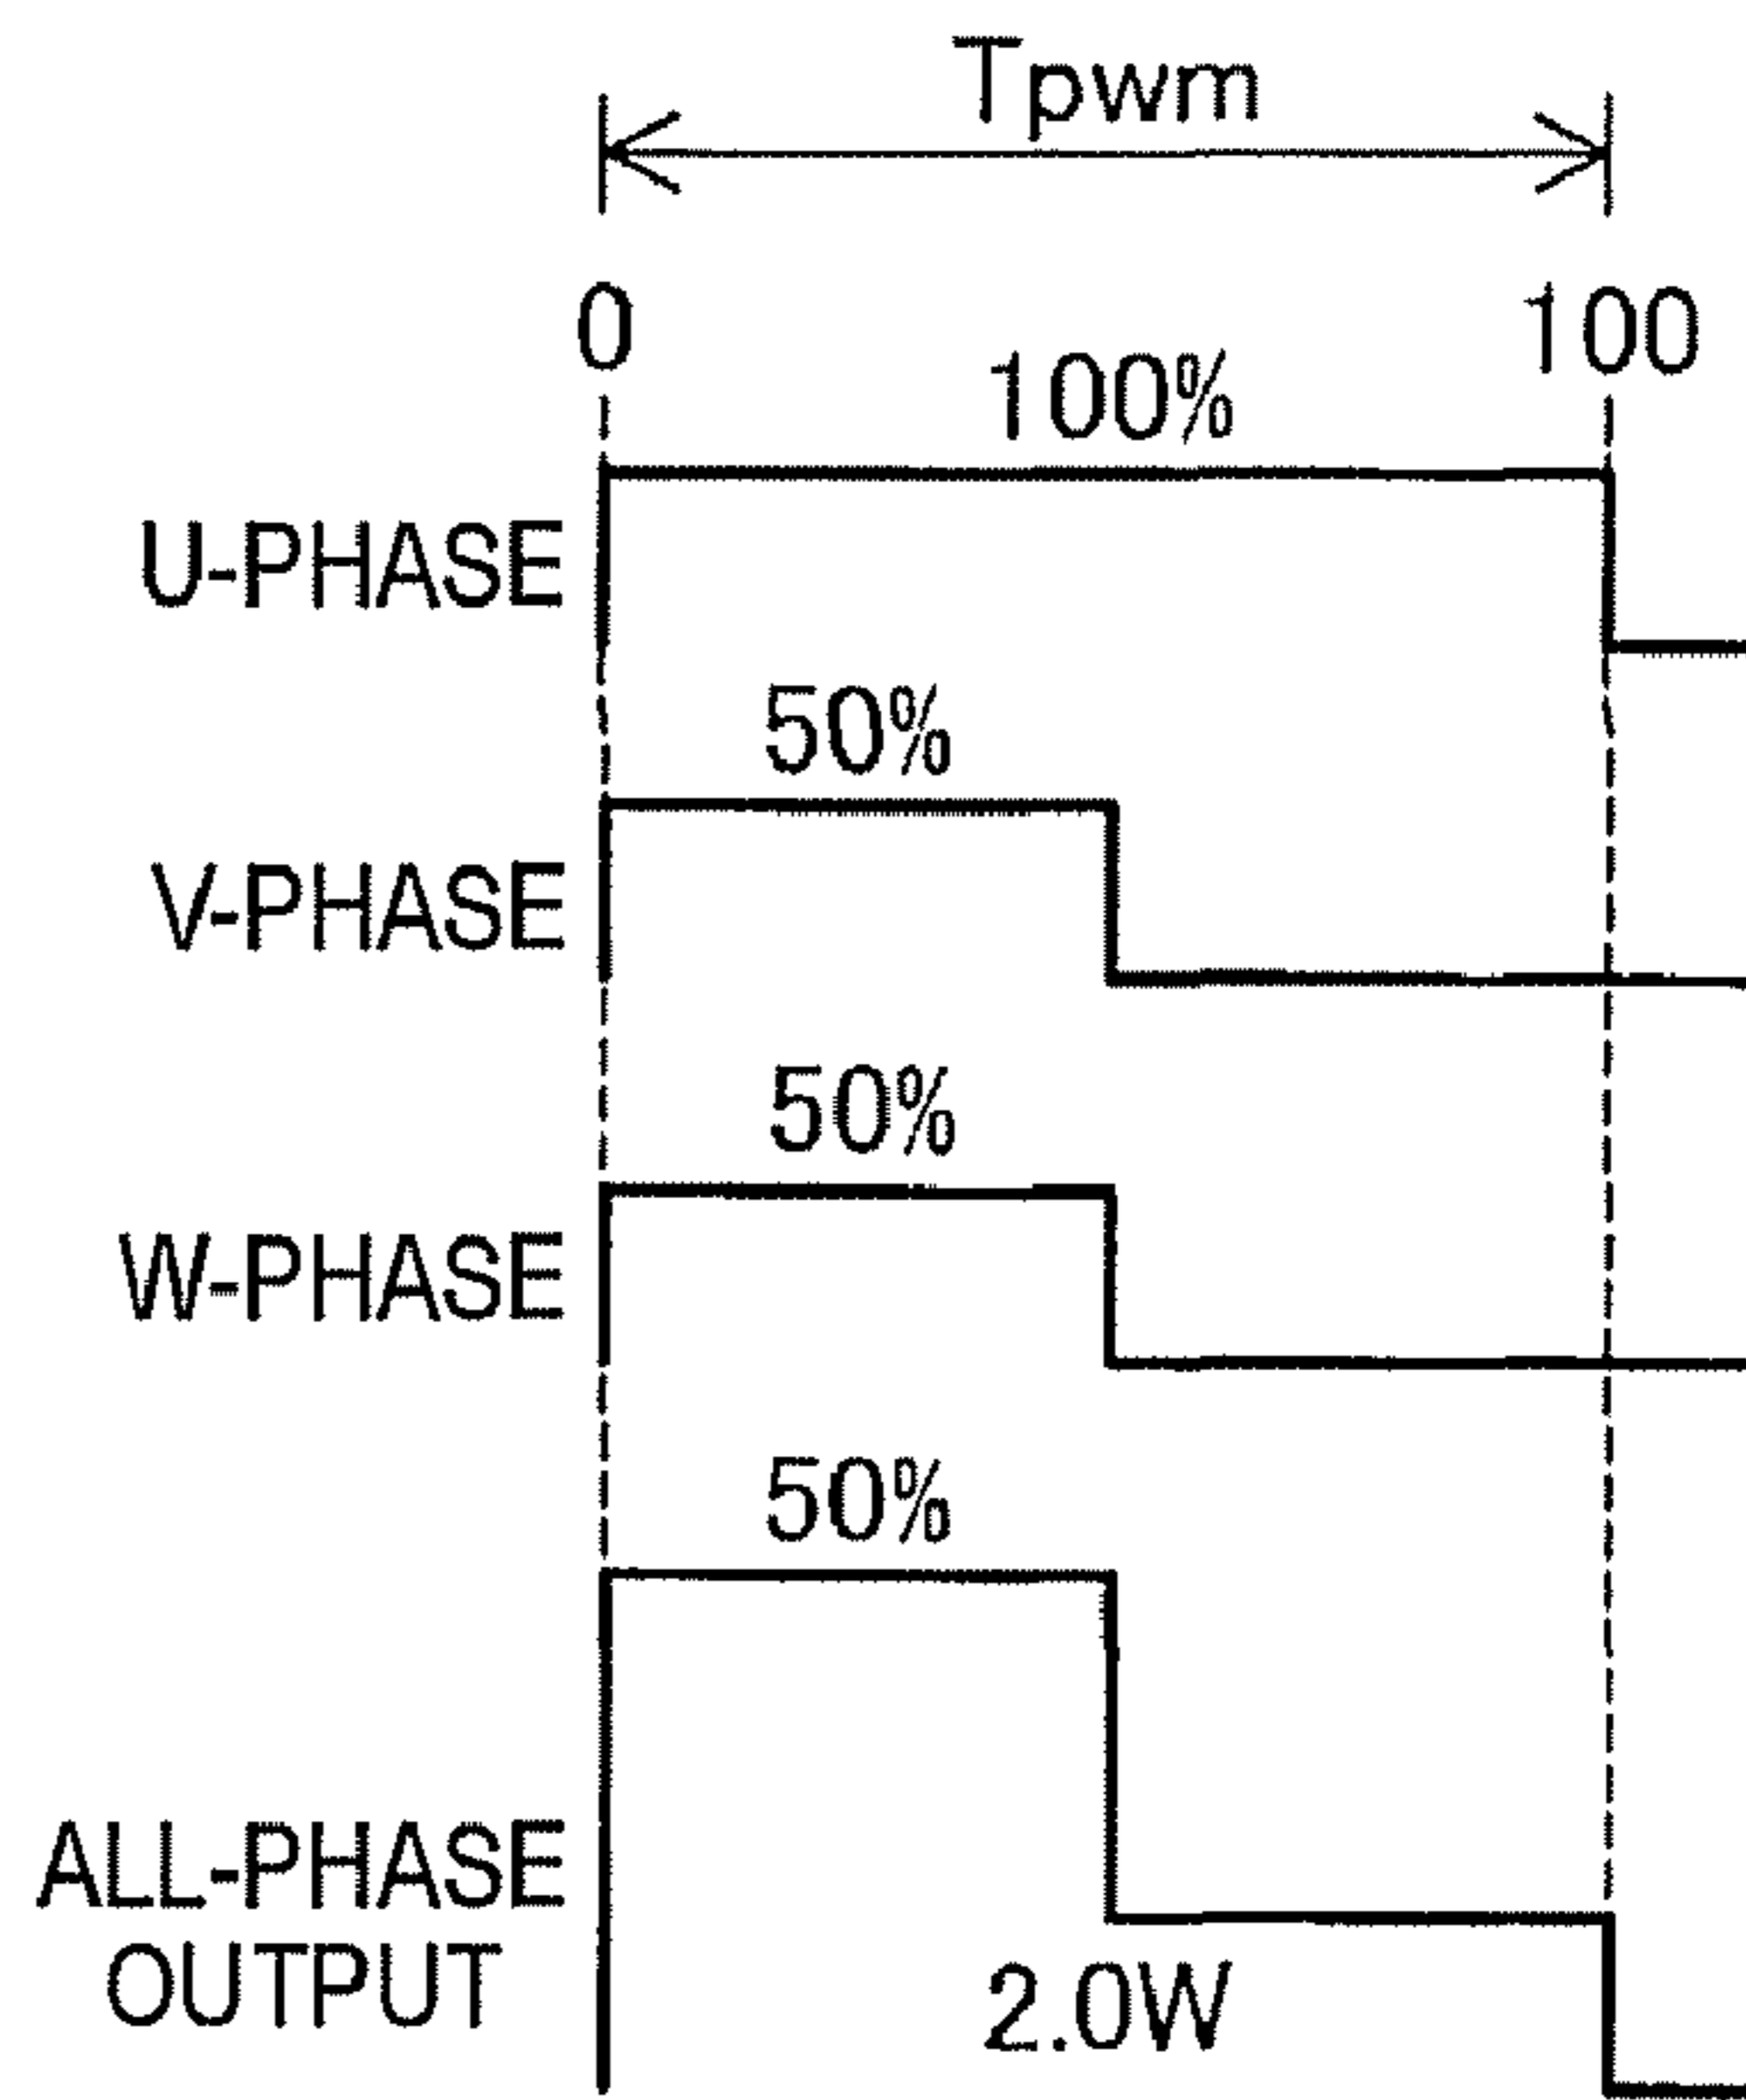 Tpwm
0
100
100%
U-PHASE
50%
V-PHASE
50%
W-PHASE
50%
ALL-PHASE
OUTPUT
2.0W